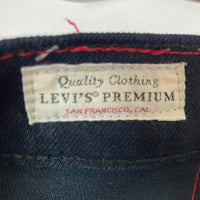 Quality Clothing
LEVI'S® PREMIUM
SAN FRANCISCO, CAL